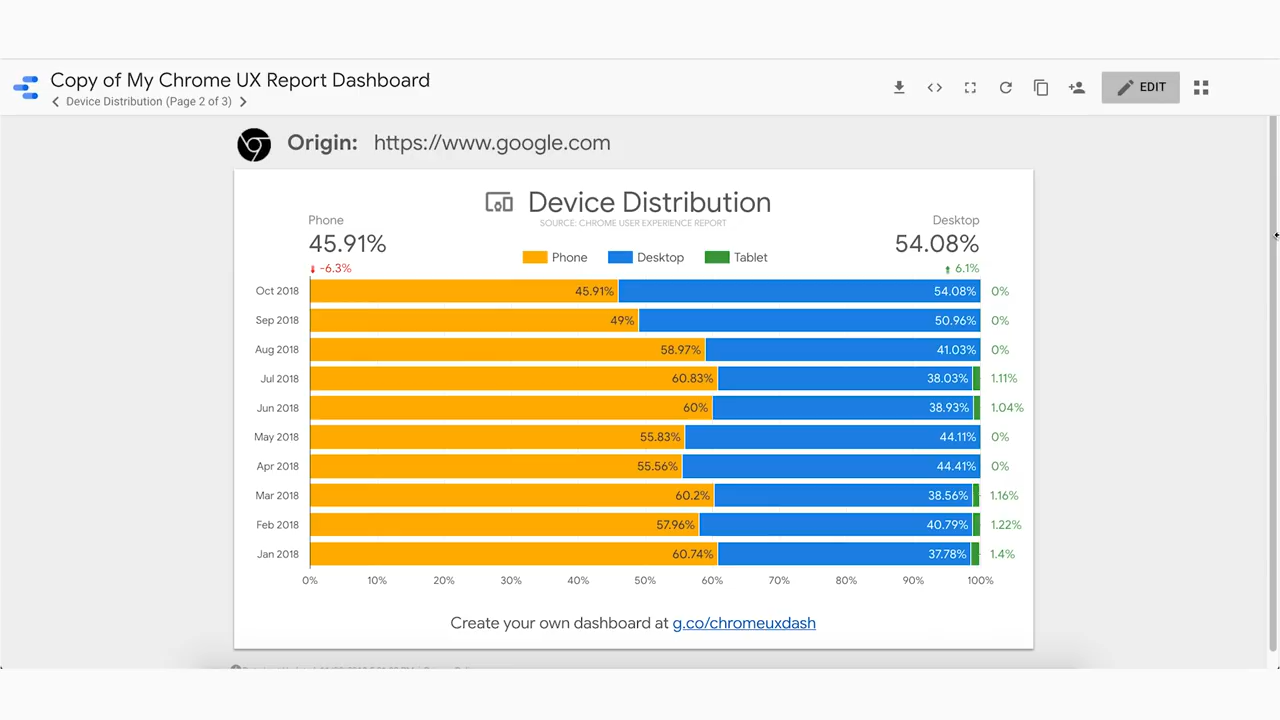 Copy of My Chrome UX Report Dashboard
Device Distribution (Page 2 of 3)
EDIT
Origin: https://www.google.com
Device Distribution
SOURCE: CHROME USER EXPERIENCE REPORT
Phone
45.91%
-6.3%
Desktop
54.08%
6.1%
Phone Desktop Tablet
Oct 2018 45.91% 54.08% 0%
Sep 2018 49% 50.96% 0%
Aug 2018 58.97% 41.03% 0%
Jul 2018 60.83% 38.03% 1.11%
Jun 2018 60% 38.93% 1.04%
May 2018 55.83% 44.11% 0%
Apr 2018 55.56% 44.41% 0%
Mar 2018 60.2% 38.56% 1.16%
Feb 2018 57.96% 40.79% 1.22%
Jan 2018 60.74% 37.78% 1.4%
0% 10% 20% 30% 40% 50% 60% 70% 80% 90% 100%
Create your own dashboard at g.co/chromeuxdash